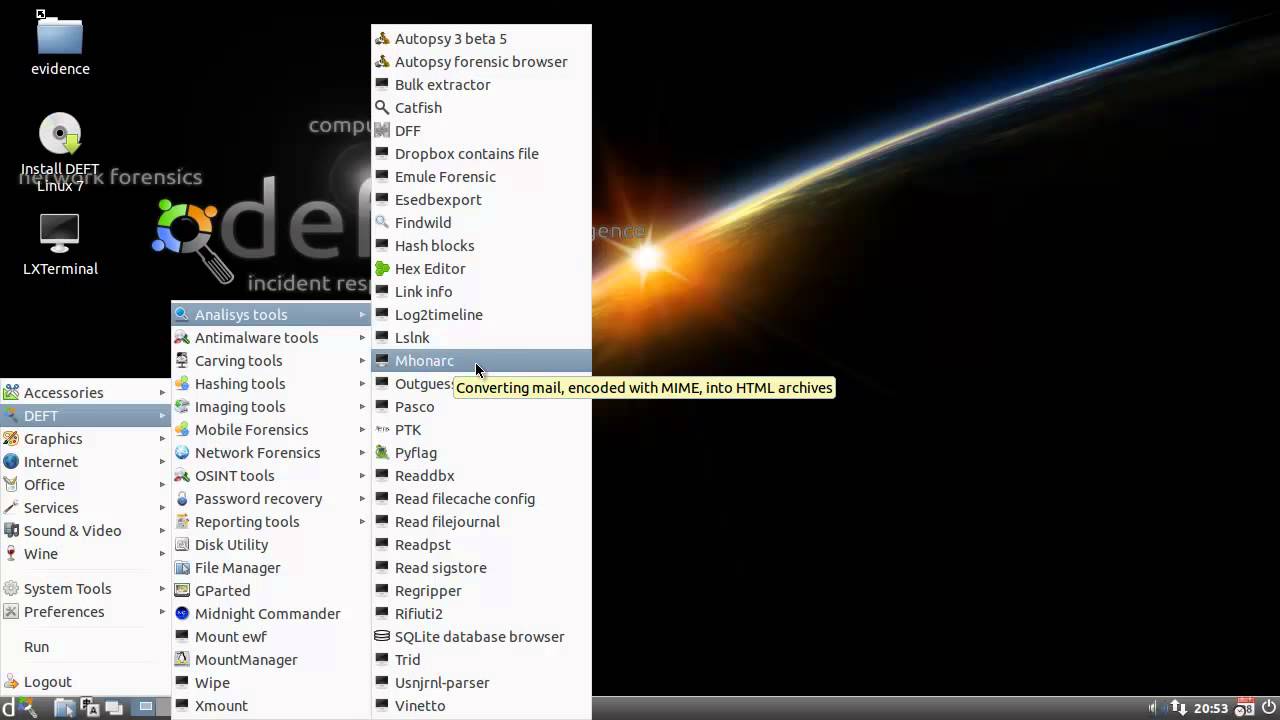 evidence
Install DEFT
Linux 7
LXTerminal
network forensics
compu
def
gence
incident resp
Accessories
DEFT
Graphics
Internet
Office
Services
Sound & Video
Wine
System Tools
Preferences
Run
Logout
Analisys tools
Antimalware tools
Carving tools
Hashing tools
Imaging tools
Mobile Forensics
Network Forensics
OSINT tools
Password recovery
Reporting tools
Disk Utility
File Manager
GParted
Midnight Commander
Mount ewf
MountManager
Wipe
Xmount
Autopsy 3 beta 5
Autopsy forensic browser
Bulk extractor
Catfish
DFF
Dropbox contains file
Emule Forensic
Esedbexport
Findwild
Hash blocks
Hex Editor
Link info
Log2timeline
Lslnk
Mhonarc
Outgues
Converting mail, encoded with MIME, into HTML archives
Pasco
PTK
Pyflag
Readdbx
Read filecache config
Read filejournal
Readpst
Read sigstore
Regripper
Rifiuti2
SQLite database browser
Trid
Usnjrnl-parser
Vinetto
d
20:53
8